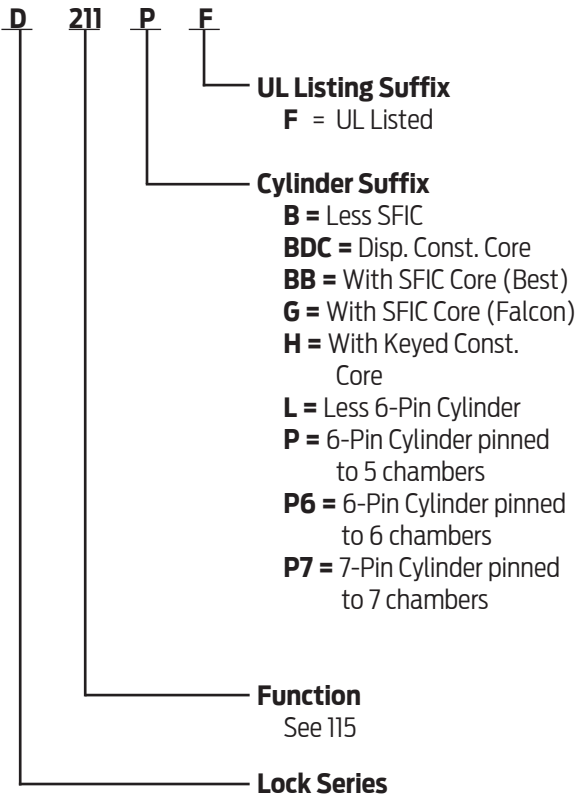 D 211 P F
UL Listing Suffix
F = UL Listed
Cylinder Suffix
B = Less SFIC
BDC = Disp. Const. Core
BB = With SFIC Core (Best)
G = With SFIC Core (Falcon)
H = With Keyed Const.
Core
L = Less 6-Pin Cylinder
P = 6-Pin Cylinder pinned
to 5 chambers
P6 = 6-Pin Cylinder pinned
to 6 chambers
P7 = 7-Pin Cylinder pinned
to 7 chambers
Function
See 115
Lock Series